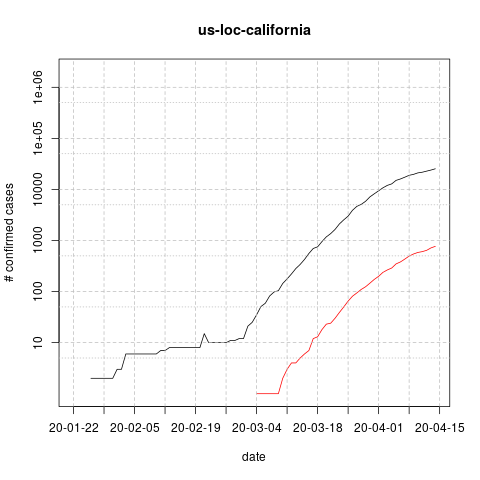 us-loc-california
# confirmed cases
1e+06
1e+05
10000
1000
100
10
20-01-22 20-02-05 20-02-19 20-03-04 20-03-18 20-04-01 20-04-15
date